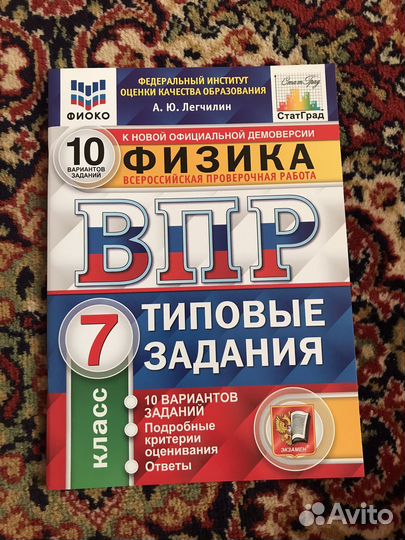 ФЕДЕРАЛЬНЫЙ ИНСТИТУТ
ОЦЕНКИ КАЧЕСТВА ОБРАЗОВАНИЯ
А. Ю. Легчилин
ФИОКО
СтатГрад
СтатГрад
К НОВОЙ ОФИЦИАЛЬНОЙ ДЕМОВЕРСИИ
10
ВАРИАНТОВ
ЗАДАНИЙ
ФИЗИКА
ВСЕРОССИЙСКАЯ ПРОВЕРОЧНАЯ РАБОТА
ВПР
7
класс
ТИПОВЫЕ
ЗАДАНИЯ
• 10 ВАРИАНТОВ
ЗАДАНИЙ
• Подробные
критерии
оценивания
• Ответы
ЭКЗАМЕН
Avito